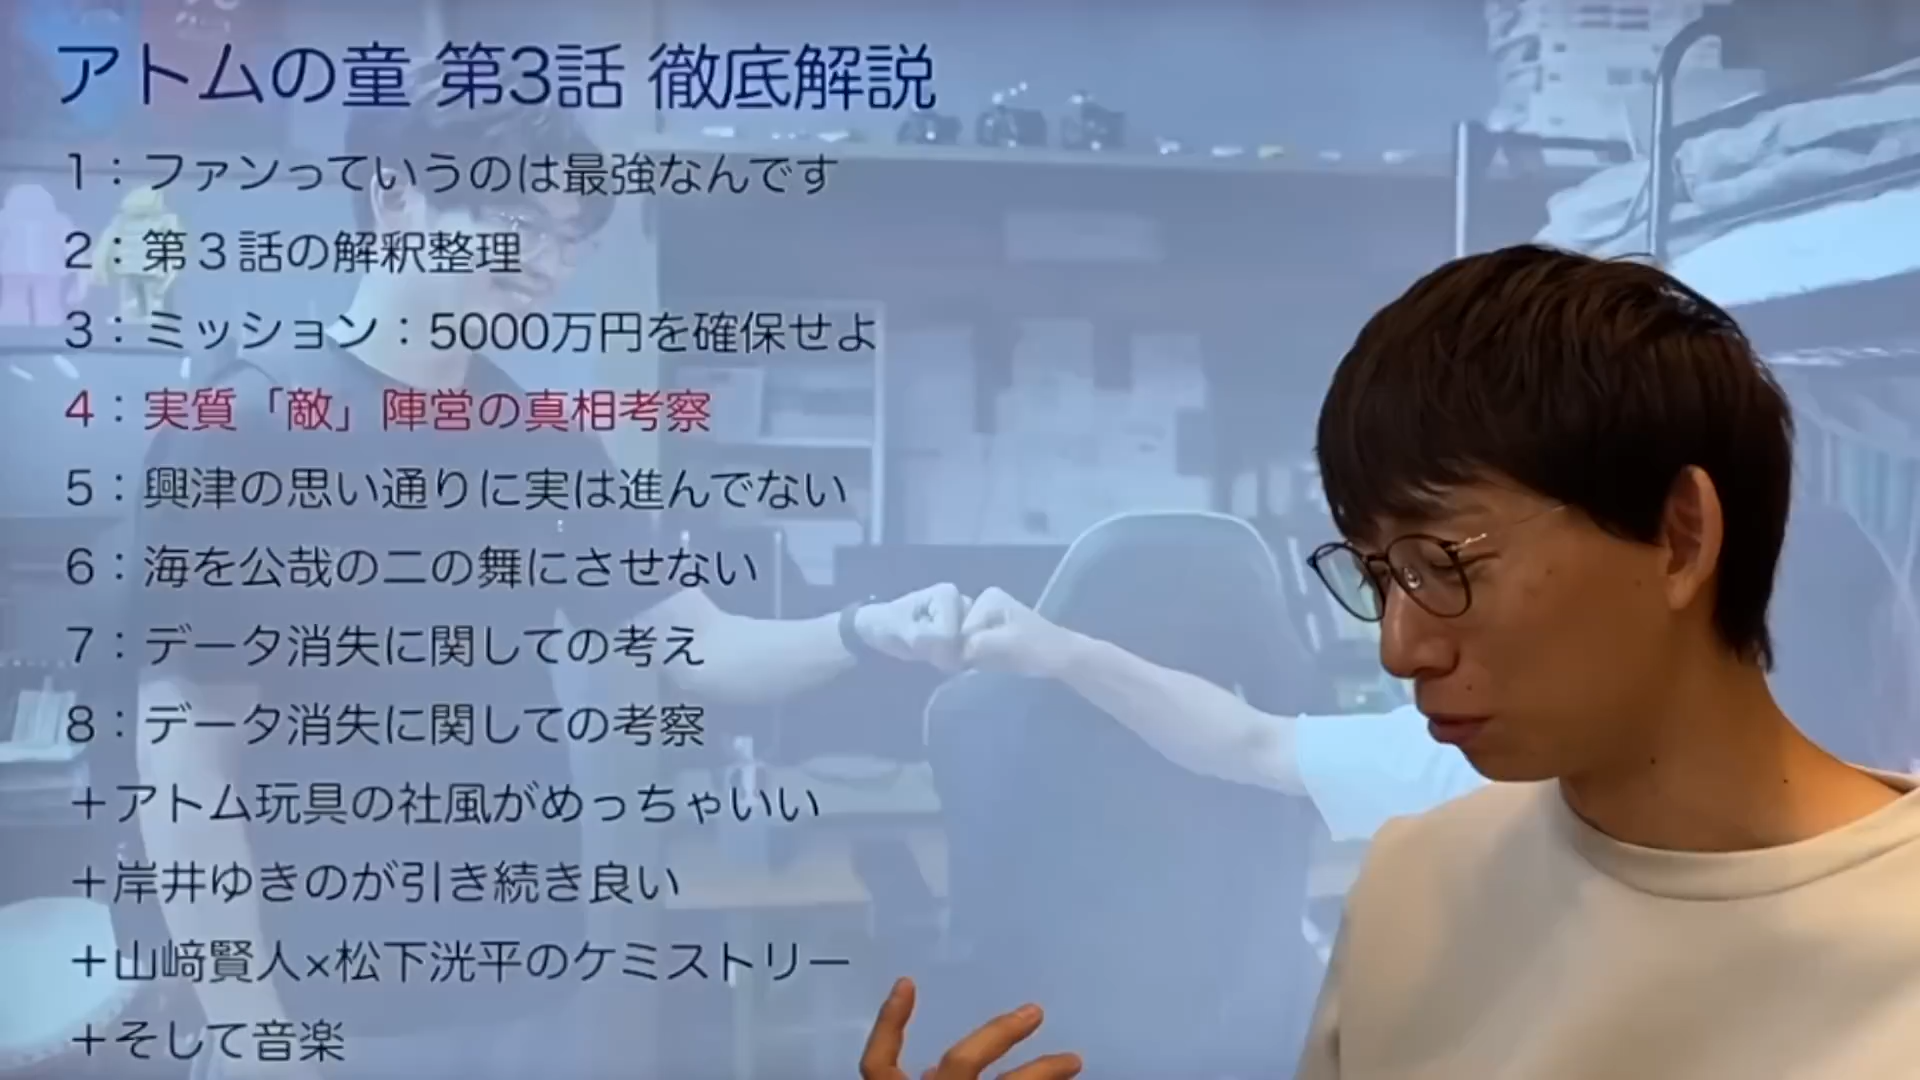 アトムの童 第3話 徹底解説
1：ファンっていうのは最強なんです
2：第３話の解釈整理
3：ミッション：5000万円を確保せよ
4：実質「敵」陣営の真相考察
5：興津の思い通りに実は進んでない
6：海を公哉の二の舞にさせない
7：データ消失に関しての考え
8：データ消失に関しての考察
＋アトム玩具の社風がめっちゃいい
＋岸井ゆきのが引き続き良い
＋山﨑賢人×松下洸平のケミストリー
＋そして音楽